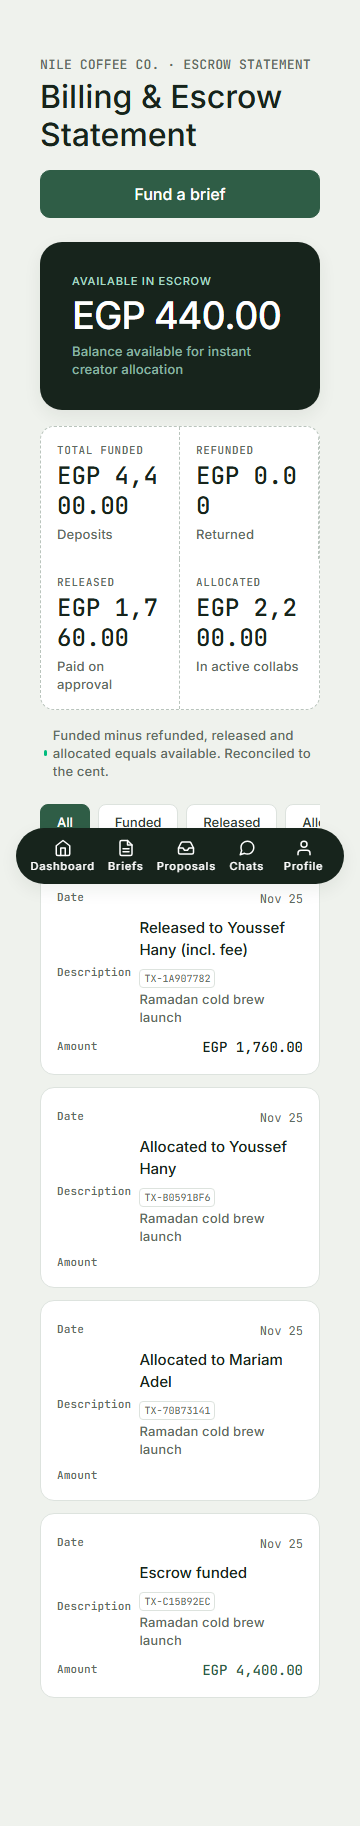 NILE COFFEE CO. · ESCROW STATEMENT
Billing & Escrow
Statement
Fund a brief
AVAILABLE IN ESCROW
EGP 440.00
Balance available for instant
creator allocation
TOTAL FUNDED
EGP 4,4
00.00
Deposits
REFUNDED
EGP 0.0
0
Returned
RELEASED
EGP 1,7
60.00
Paid on
approval
ALLOCATED
EGP 2,2
00.00
In active collabs
Funded minus refunded, released and
allocated equals available. Reconciled to
the cent.
All Funded Released
Dashboard Briefs Proposals Chats Profile
Date Nov 25
Released to Youssef
Hany (incl. fee)
Description TX-1A907782
Ramadan cold brew
launch
Amount EGP 1,760.00
Date Nov 25
Allocated to Youssef
Hany
Description TX-B0591BF6
Ramadan cold brew
launch
Amount
Date Nov 25
Allocated to Mariam
Adel
Description TX-70B73141
Ramadan cold brew
launch
Amount
Date Nov 25
Escrow funded
Description TX-C15B92EC
Ramadan cold brew
launch
Amount EGP 4,400.00